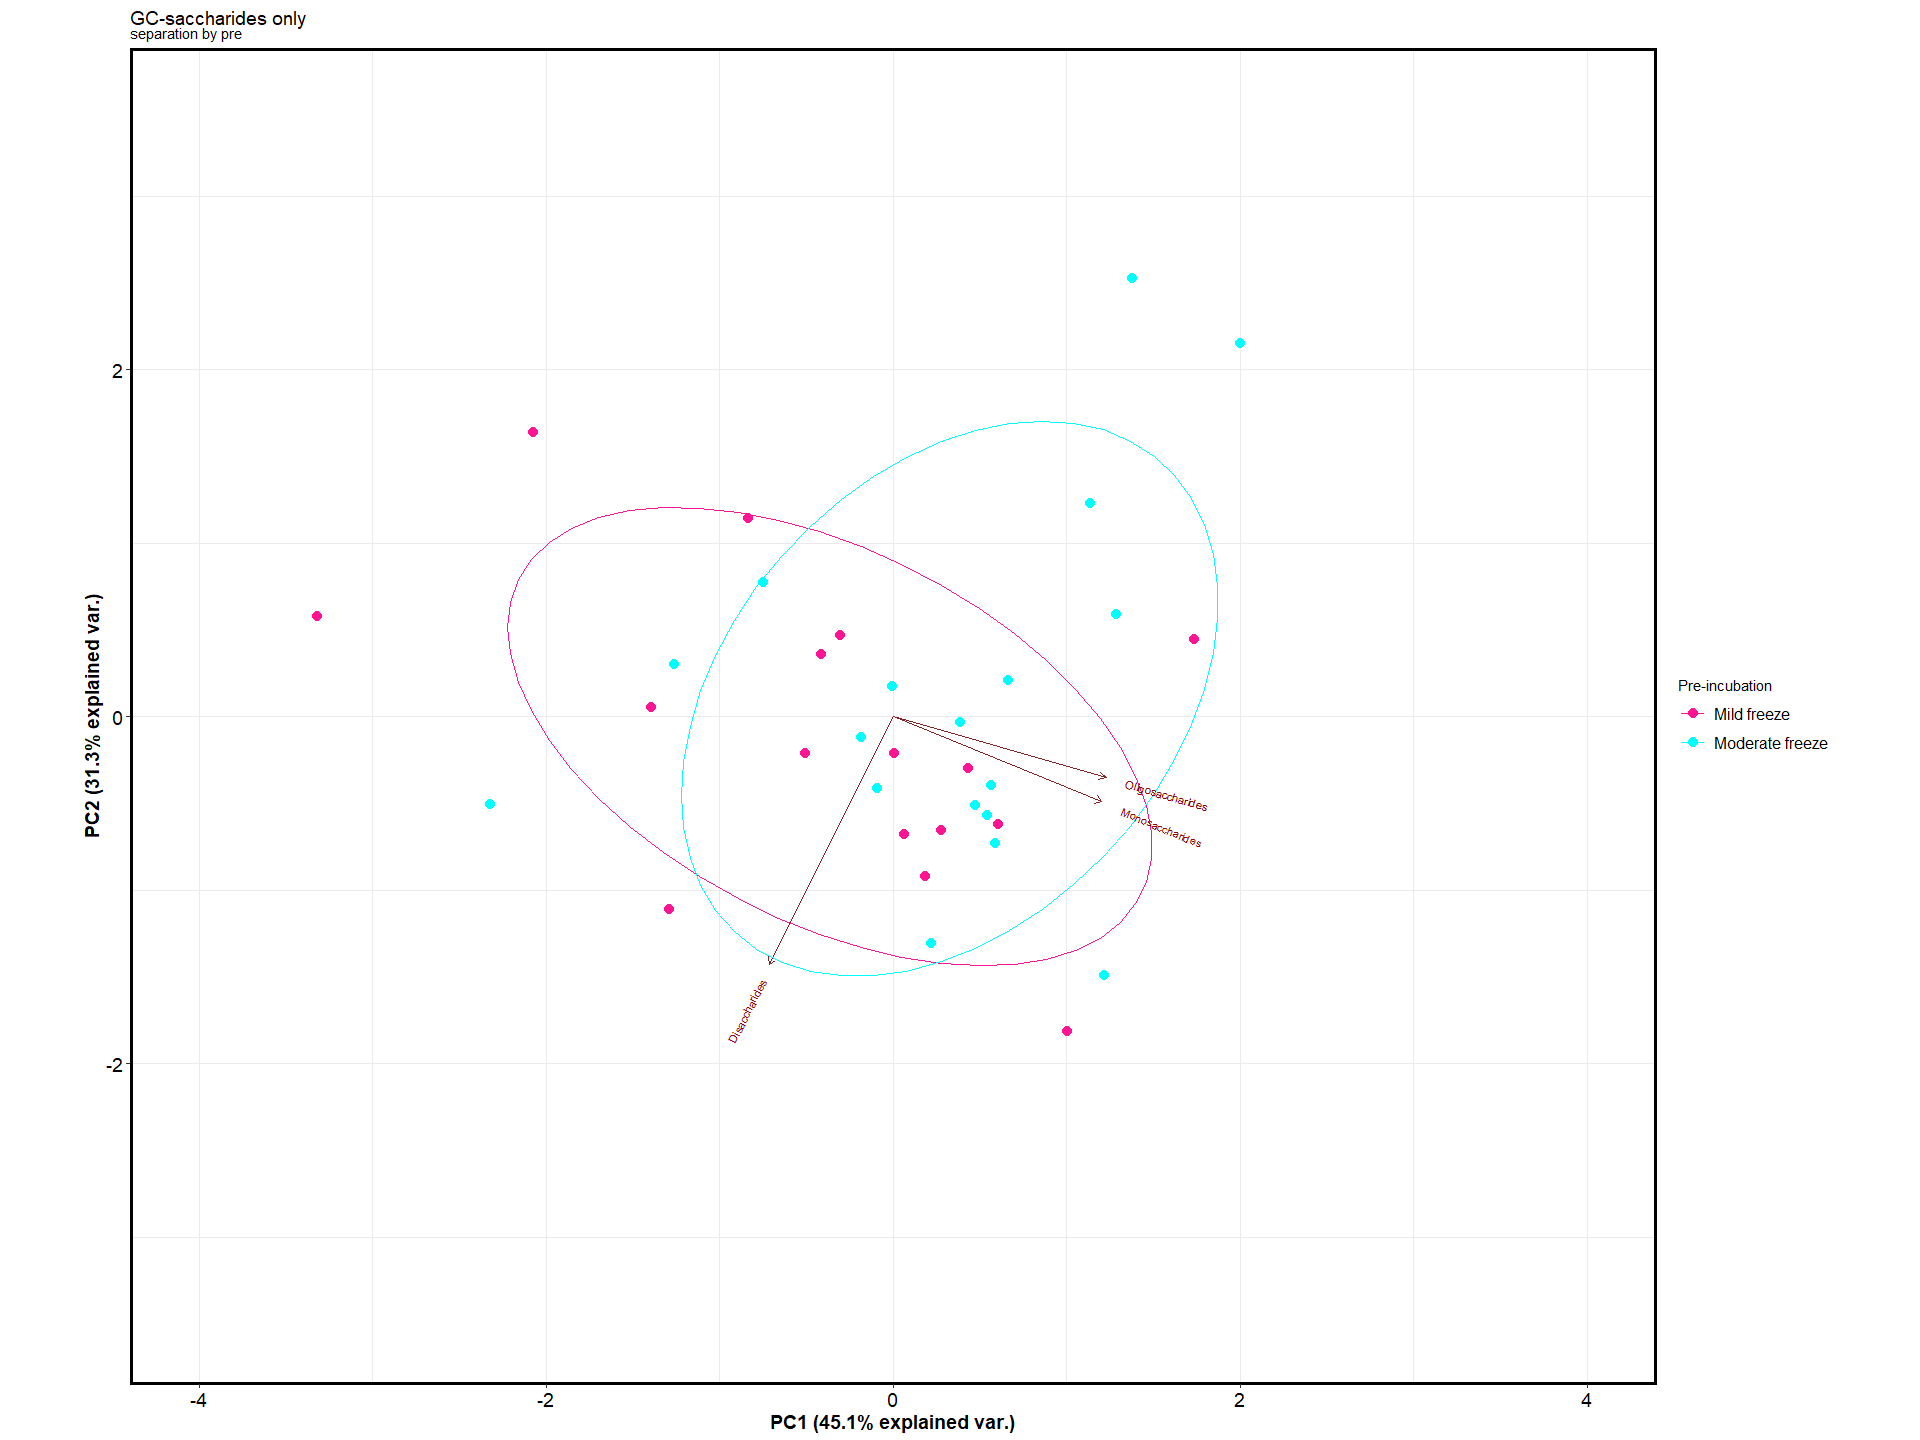 GC-saccharides only
separation by pre
2
0
-2
PC2 (31.3% explained var.)
Oligosaccharides
Monosaccharides
Disaccharides
Pre-incubation
Mild freeze
Moderate freeze
-4
-2
0
2
4
PC1 (45.1% explained var.)